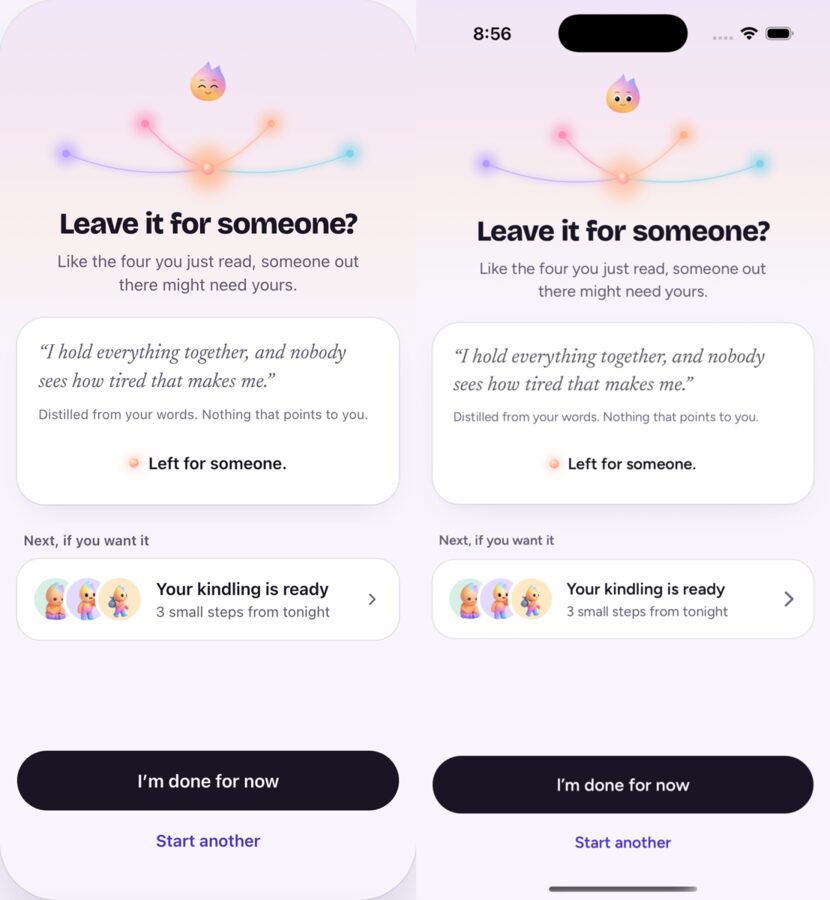 Leave it for someone?
Like the four you just read, someone out
there might need yours.
“I hold everything together, and nobody
sees how tired that makes me.”
Distilled from your words. Nothing that points to you.
Left for someone.
Next, if you want it
Your kindling is ready
3 small steps from tonight
I’m done for now
Start another
8:56
Leave it for someone?
Like the four you just read, someone out
there might need yours.
“I hold everything together, and nobody
sees how tired that makes me.”
Distilled from your words. Nothing that points to you.
Left for someone.
Next, if you want it
Your kindling is ready
3 small steps from tonight
I’m done for now
Start another